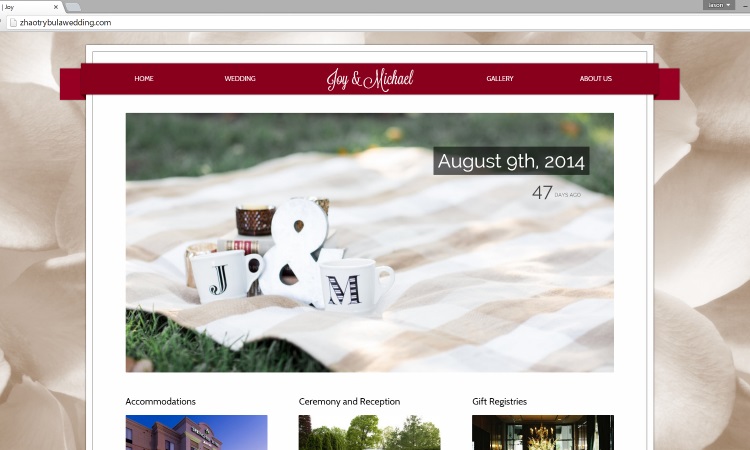 | Joy
Jason
zhaotrybulawedding.com
HOME WEDDING Joy & Michael GALLERY ABOUT US
August 9th, 2014
47 DAYS AGO
&
J M
Accommodations Ceremony and Reception Gift Registries